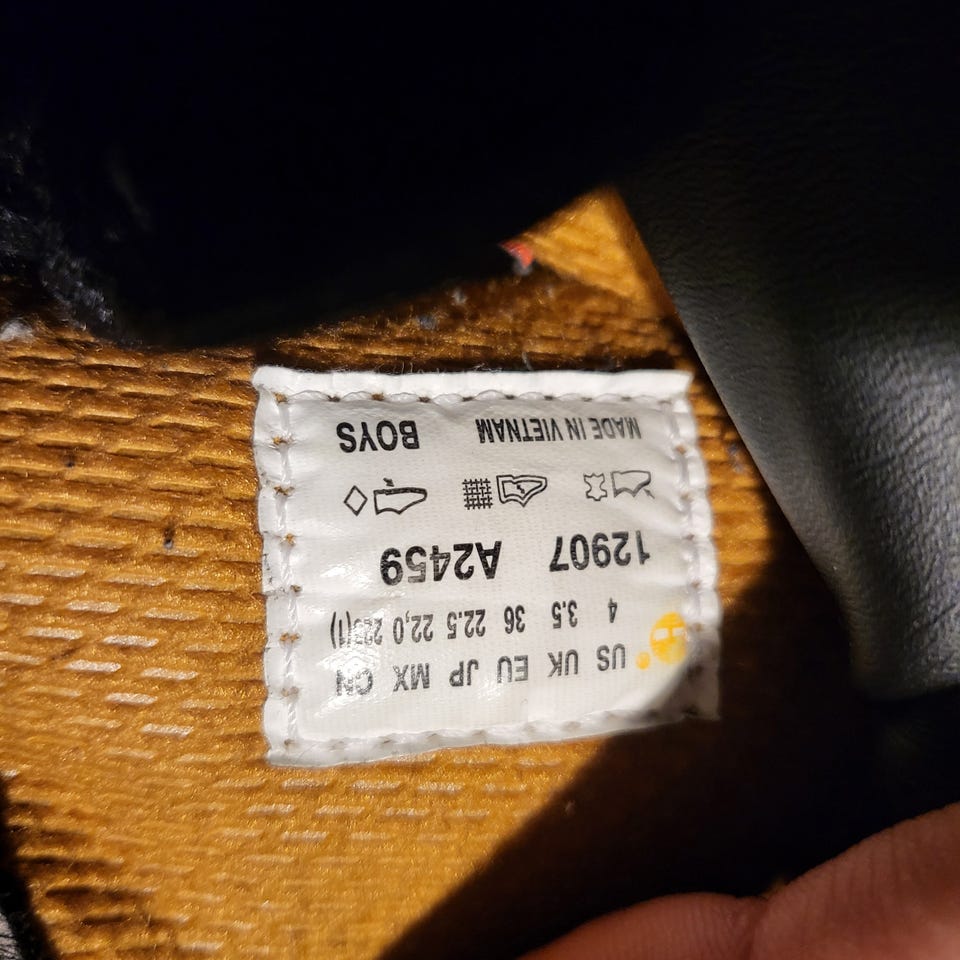 US UK EU JP MX CN
4 3.5 36 22.5 22,0
12907 A2459
MADE IN VIETNAM BOYS